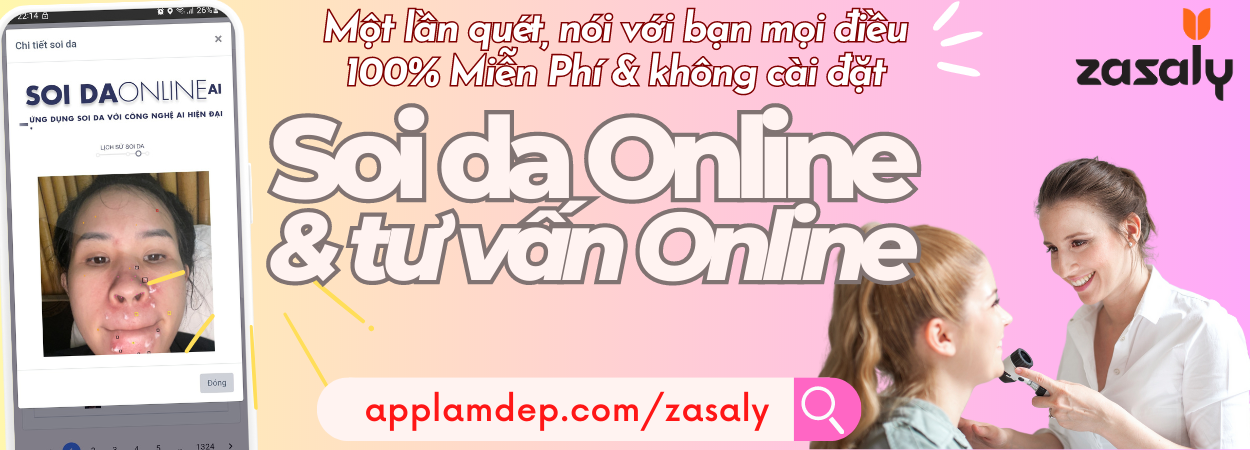 22:14
26%
Chi tiết soi da
×
SOI DAONLINEAI
ỨNG DỤNG SOI DA VỚI CÔNG NGHỆ AI HIỆN ĐẠI
LỊCH SỬ SOI DA
Đóng
1 2 3 4 5 ... 1324 >
Một lần quét, nói với bạn mọi điều
100% Miễn Phí & không cài đặt
Soi da Online
& tư vấn Online
applamdep.com/zasaly
zasaly